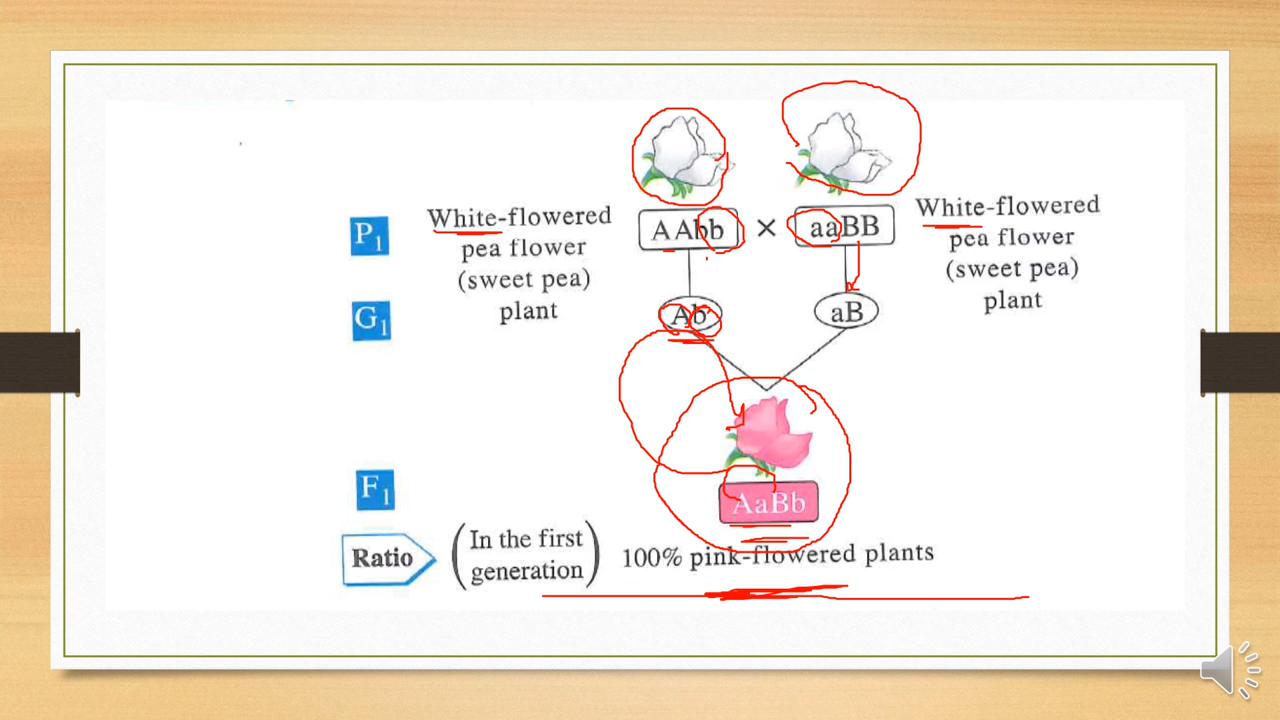 P1
White-flowered
pea flower
(sweet pea)
plant
AAbb
×
aaBB
White-flowered
pea flower
(sweet pea)
plant
G1
Ab
aB
F1
AaBb
Ratio
(In the first
generation)
100% pink-flowered plants